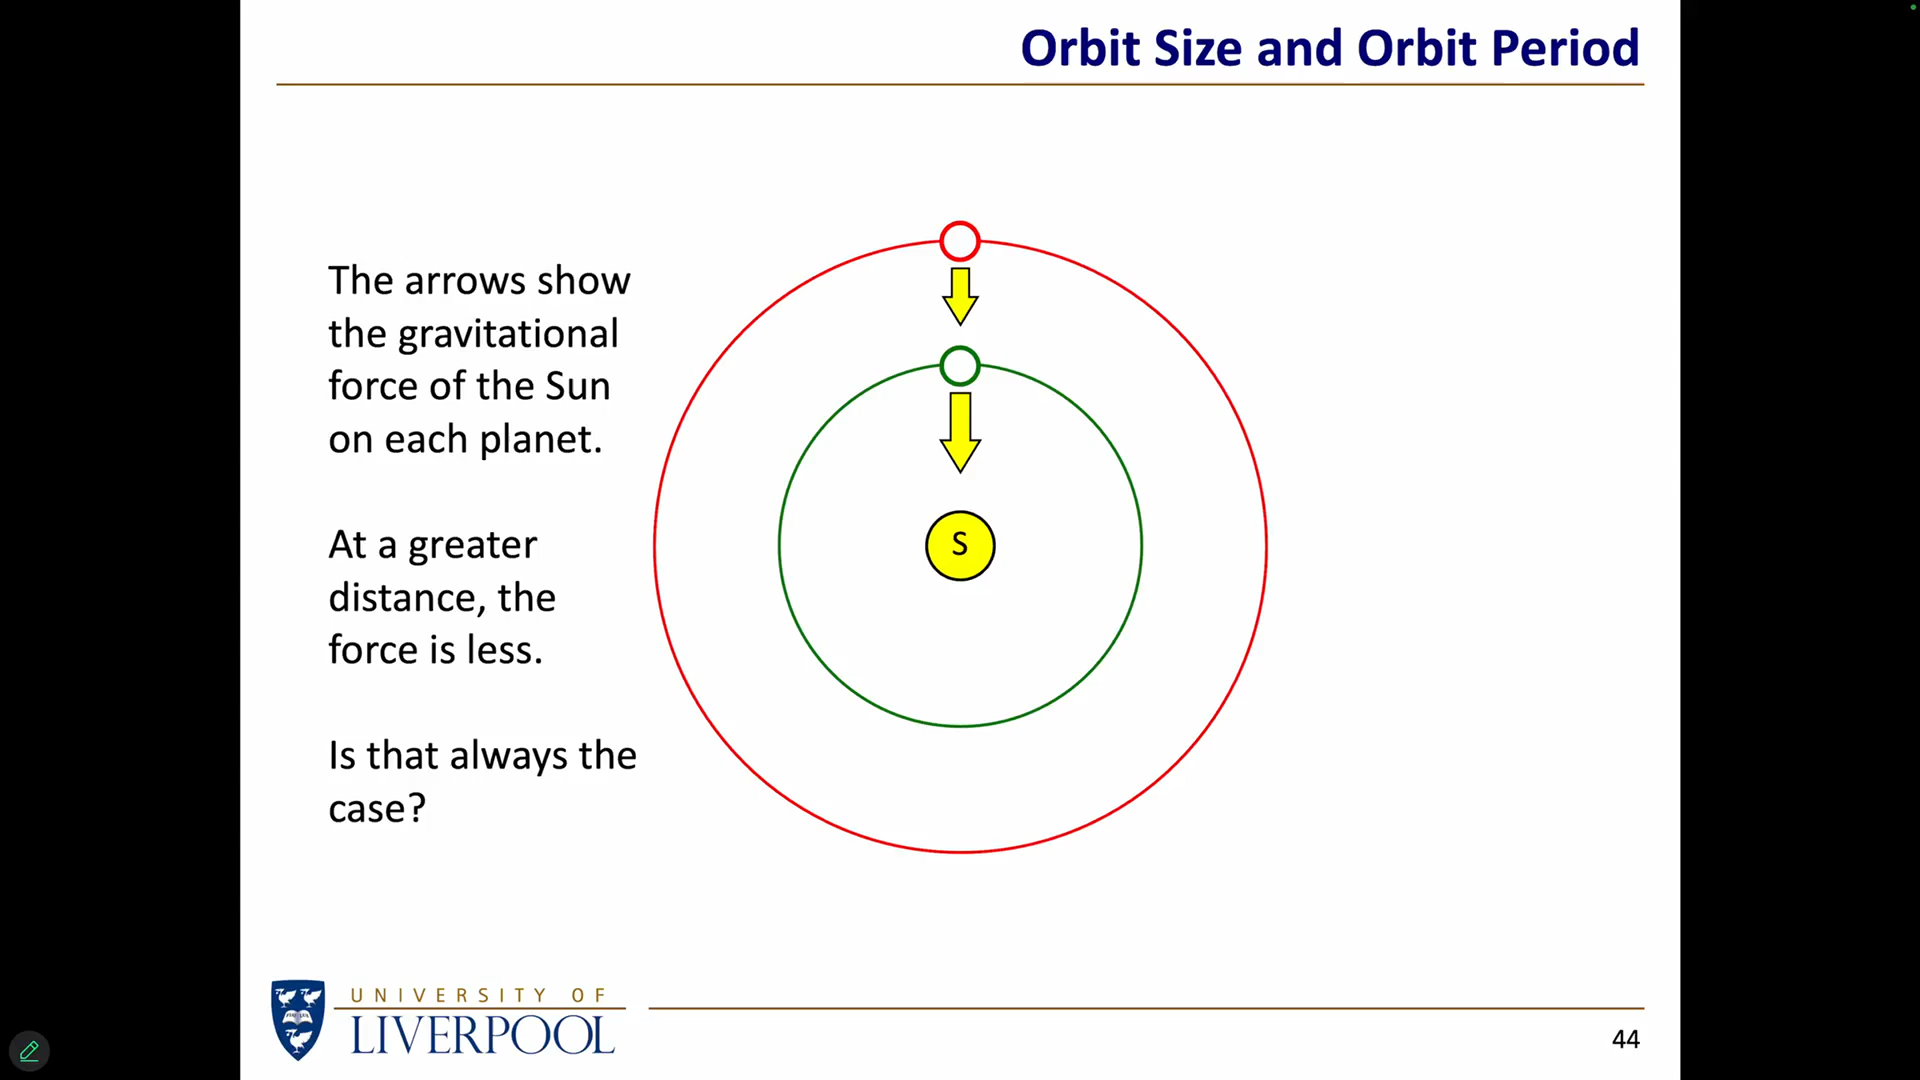 Orbit Size and Orbit Period
The arrows show
the gravitational
force of the Sun
on each planet.
At a greater
distance, the
force is less.
Is that always the
case?
S
UNIVERSITY OF
LIVERPOOL
44